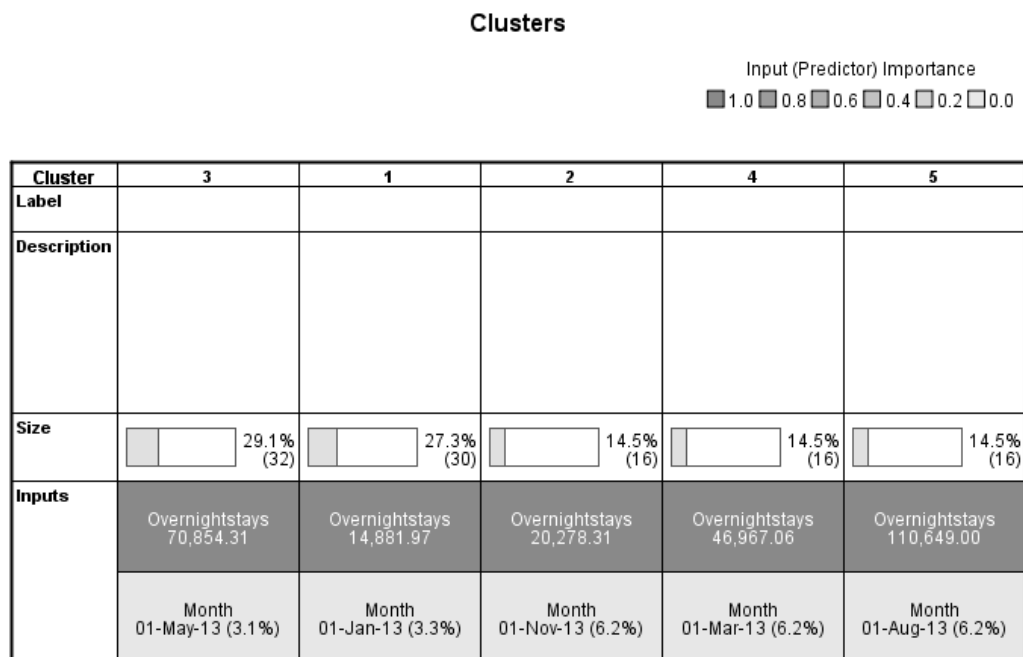 Clusters
Input (Predictor) Importance
1.0 0.8 0.6 0.4 0.2 0.0
Cluster 3 1 2 4 5
Label
Description
Size
29.1% 27.3% 14.5% 14.5% 14.5%
(32) (30) (16) (16) (16)
Inputs
Overnightstays Overnightstays Overnightstays Overnightstays Overnightstays
70,854.31 14,881.97 20,278.31 46,967.06 110,649.00
Month Month Month Month Month
01-May-13 (3.1%) 01-Jan-13 (3.3%) 01-Nov-13 (6.2%) 01-Mar-13 (6.2%) 01-Aug-13 (6.2%)